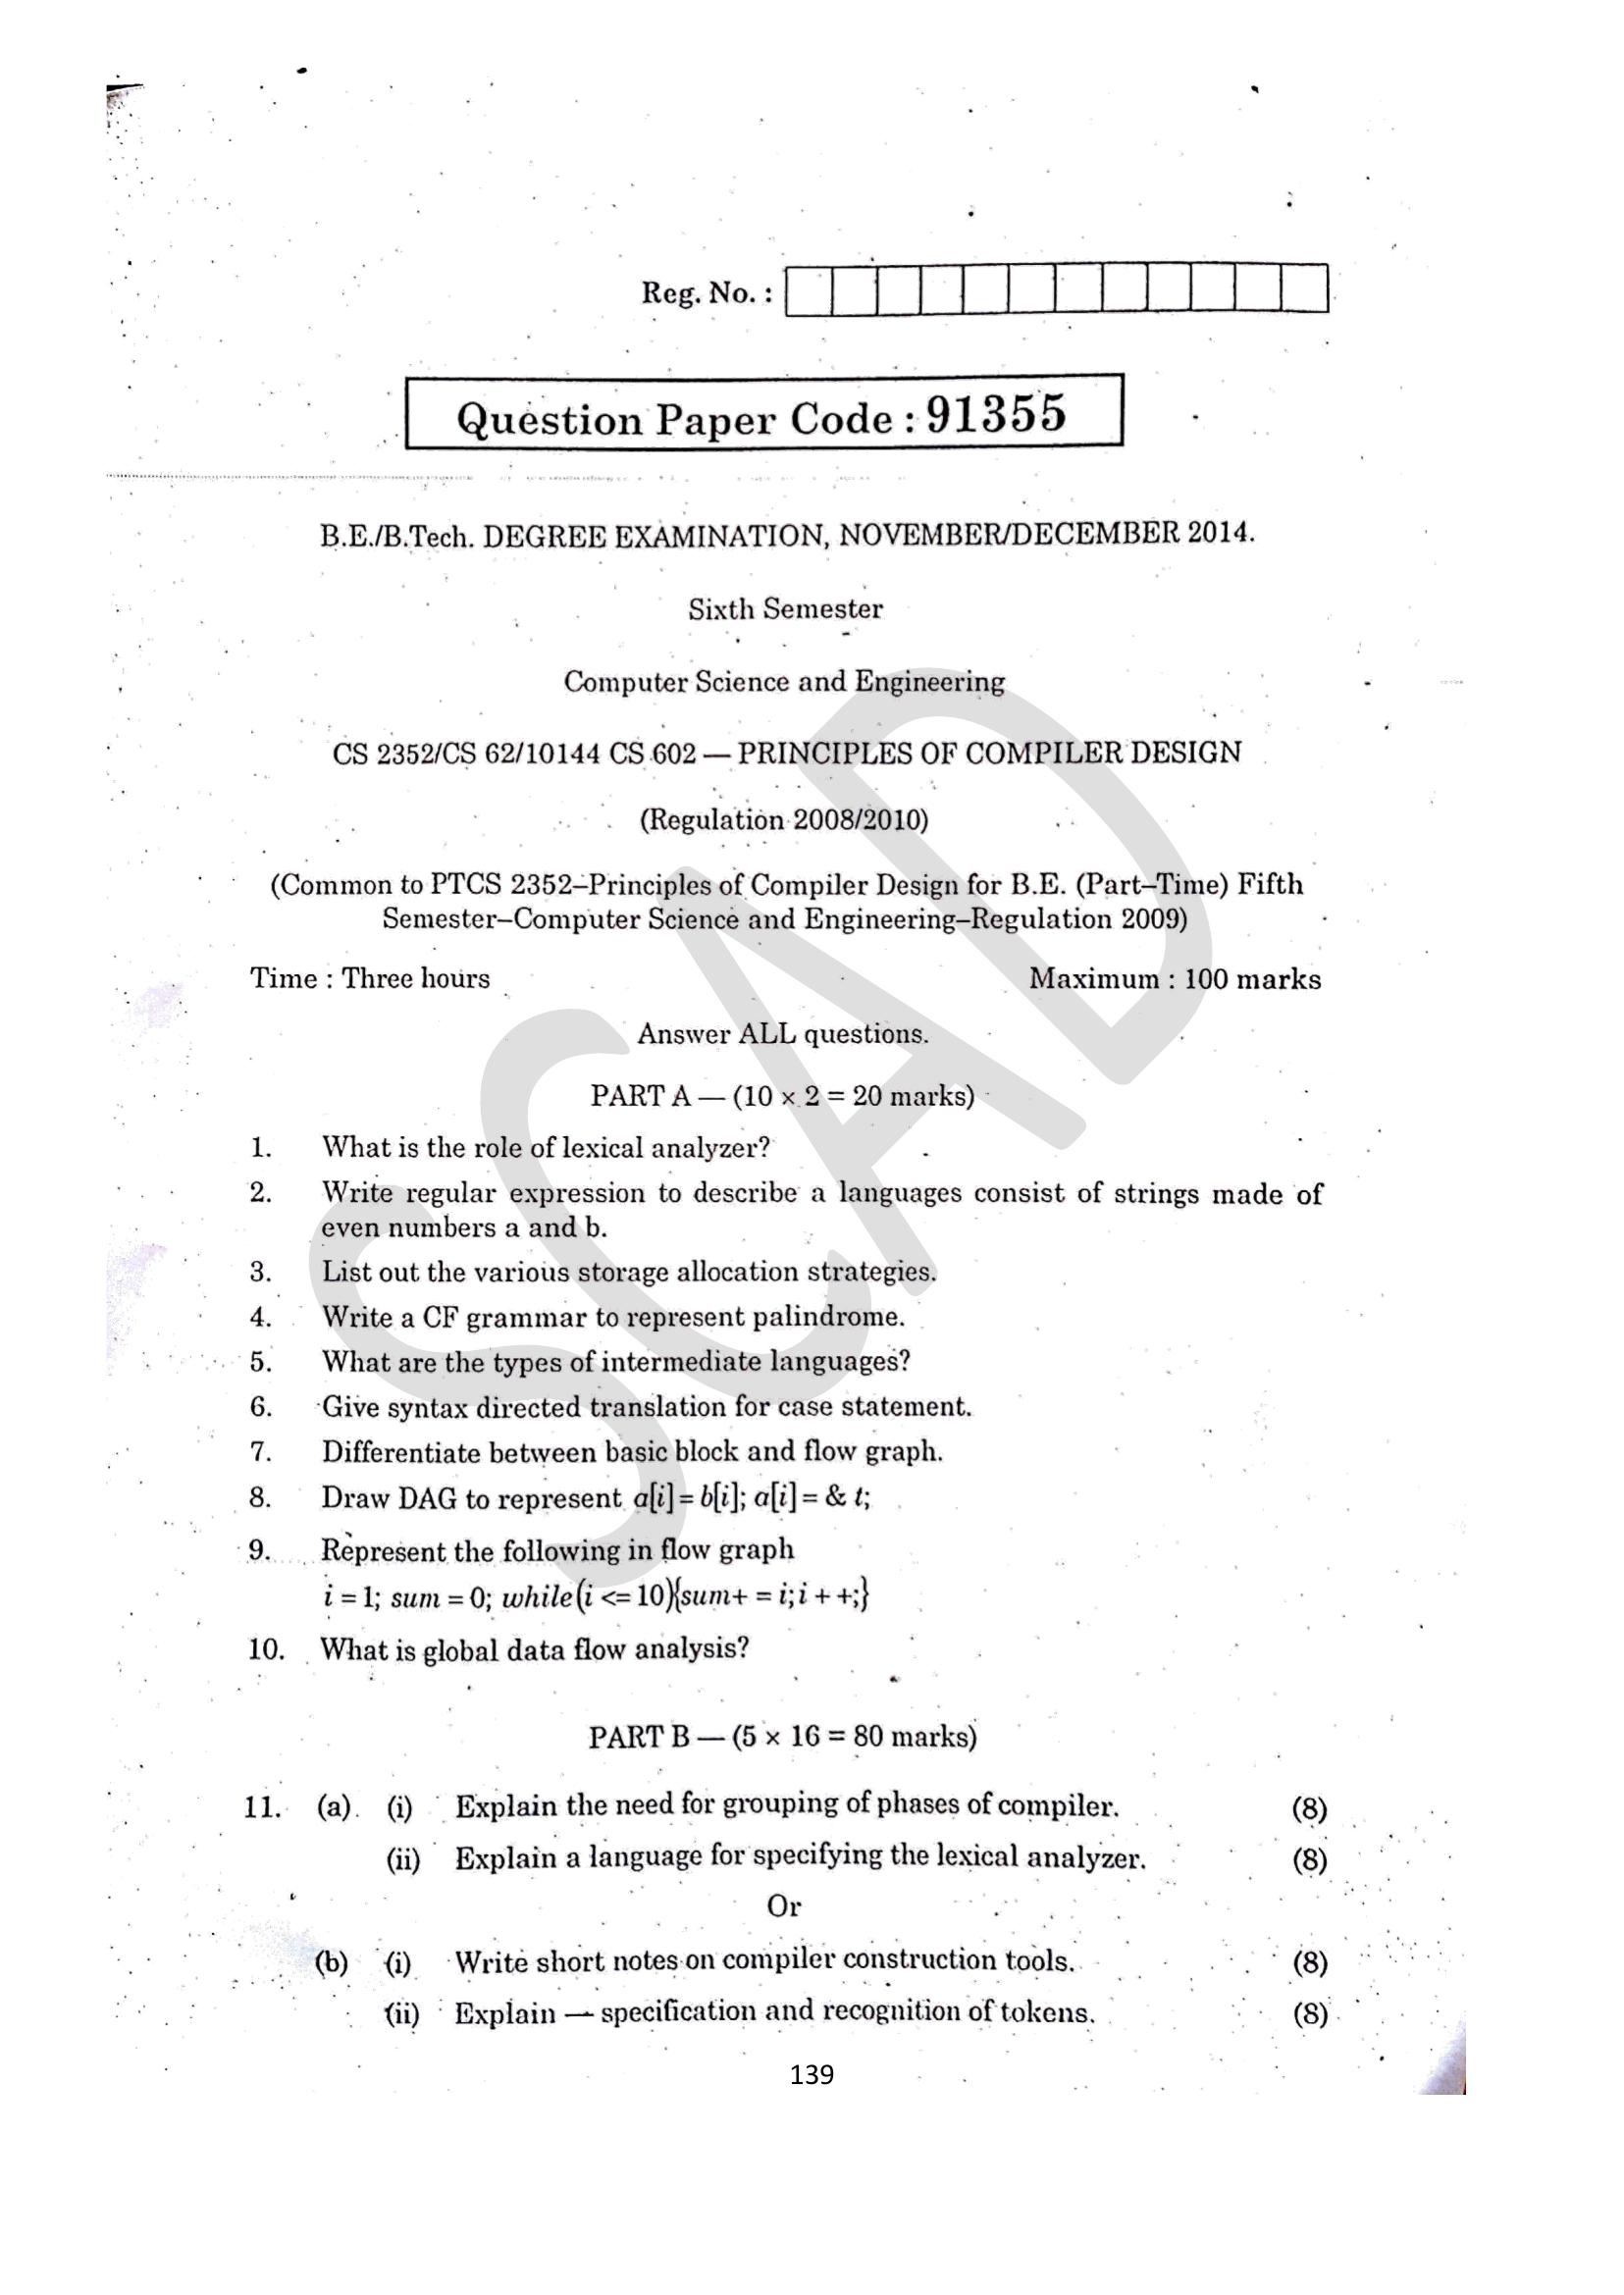 Reg. No. :
Question Paper Code : 91355
B.E./B.Tech. DEGREE EXAMINATION, NOVEMBER/DECEMBER 2014.
Sixth Semester
Computer Science and Engineering
CS 2352/CS 62/10144 CS 602 — PRINCIPLES OF COMPILER DESIGN
(Regulation 2008/2010)
(Common to PTCS 2352–Principles of Compiler Design for B.E. (Part–Time) Fifth
Semester–Computer Science and Engineering–Regulation 2009)
Time : Three hours Maximum : 100 marks
Answer ALL questions.
PART A — (10 × 2 = 20 marks)
1. What is the role of lexical analyzer?
2. Write regular expression to describe a languages consist of strings made of
even numbers a and b.
3. List out the various storage allocation strategies.
4. Write a CF grammar to represent palindrome.
5. What are the types of intermediate languages?
6. Give syntax directed translation for case statement.
7. Differentiate between basic block and flow graph.
8. Draw DAG to represent a[i] = b[i]; a[i] = & t;
9. Represent the following in flow graph
i = 1; sum = 0; while(i <= 10){sum+ = i; i + +;}
10. What is global data flow analysis?
PART B — (5 × 16 = 80 marks)
11. (a) (i) Explain the need for grouping of phases of compiler. (8)
(ii) Explain a language for specifying the lexical analyzer. (8)
Or
(b) (i) Write short notes on compiler construction tools. (8)
(ii) Explain — specification and recognition of tokens. (8)
139
SCAD